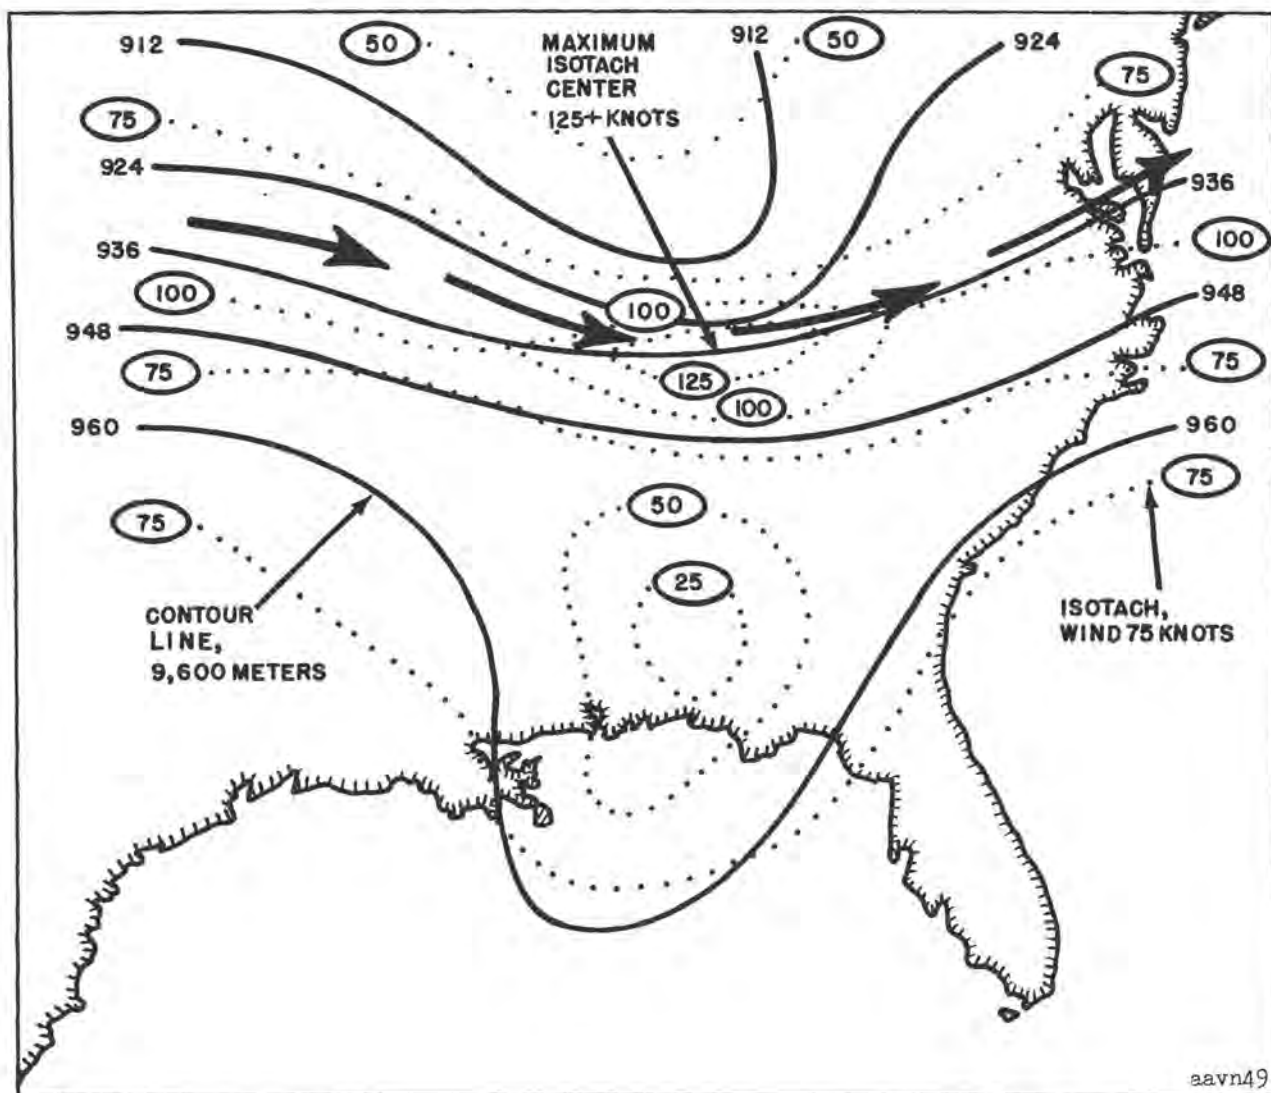 912
50
MAXIMUM
ISOTACH
CENTER
125+ KNOTS
912
50
924
75
75
924
936
936
100
100
948
100
948
75
125
75
100
960
960
75
50
75
25
CONTOUR
LINE,
9,600 METERS
ISOTACH,
WIND 75 KNOTS
aavn49